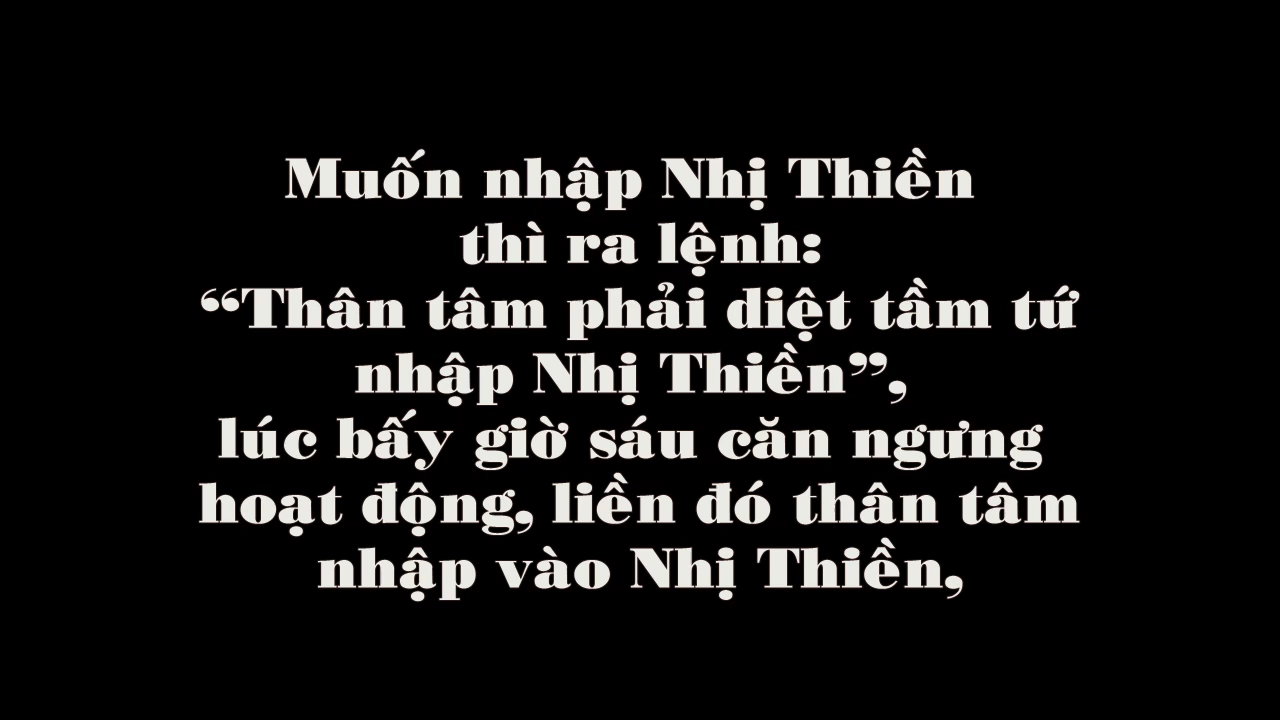 Muốn nhập Nhị Thiền
thì ra lệnh:
“Thân tâm phải diệt tầm tứ
nhập Nhị Thiền”,
lúc bấy giờ sáu căn ngưng
hoạt động, liền đó thân tâm
nhập vào Nhị Thiền,